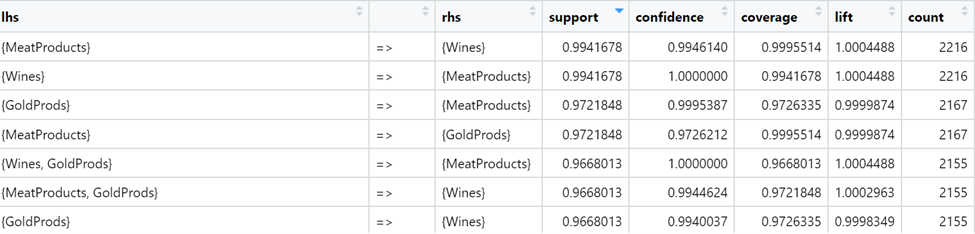 lhs rhs support confidence coverage lift count
{MeatProducts} => {Wines} 0.9941678 0.9946140 0.9995514 1.0004488 2216
{Wines} => {MeatProducts} 0.9941678 1.0000000 0.9941678 1.0004488 2216
{GoldProds} => {MeatProducts} 0.9721848 0.9995387 0.9726335 0.9999874 2167
{MeatProducts} => {GoldProds} 0.9721848 0.9726212 0.9995514 0.9999874 2167
{Wines, GoldProds} => {MeatProducts} 0.9668013 1.0000000 0.9668013 1.0004488 2155
{MeatProducts, GoldProds} => {Wines} 0.9668013 0.9944624 0.9721848 1.0002963 2155
{GoldProds} => {Wines} 0.9668013 0.9940037 0.9726335 0.9998349 2155